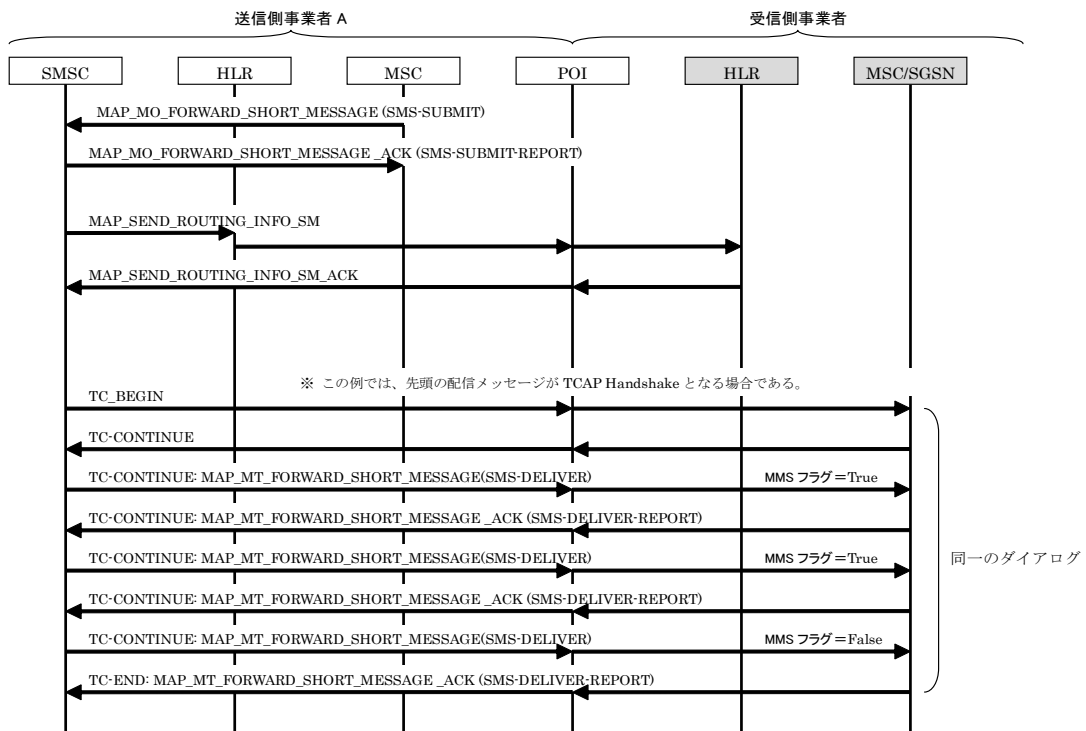 送信側事業者 A
受信側事業者
SMSC
HLR
MSC
POI
HLR
MSC/SGSN
MAP_MO_FORWARD_SHORT_MESSAGE (SMS-SUBMIT)
MAP_MO_FORWARD_SHORT_MESSAGE _ACK (SMS-SUBMIT-REPORT)
MAP_SEND_ROUTING_INFO_SM
MAP_SEND_ROUTING_INFO_SM_ACK
※ この例では、先頭の配信メッセージが TCAP Handshake となる場合である。
TC_BEGIN
TC-CONTINUE
TC-CONTINUE: MAP_MT_FORWARD_SHORT_MESSAGE(SMS-DELIVER)
MMS フラグ＝True
TC-CONTINUE: MAP_MT_FORWARD_SHORT_MESSAGE _ACK (SMS-DELIVER-REPORT)
TC-CONTINUE: MAP_MT_FORWARD_SHORT_MESSAGE(SMS-DELIVER)
MMS フラグ＝True
同一のダイアログ
TC-CONTINUE: MAP_MT_FORWARD_SHORT_MESSAGE _ACK (SMS-DELIVER-REPORT)
TC-CONTINUE: MAP_MT_FORWARD_SHORT_MESSAGE(SMS-DELIVER)
MMS フラグ＝False
TC-END: MAP_MT_FORWARD_SHORT_MESSAGE _ACK (SMS-DELIVER-REPORT)